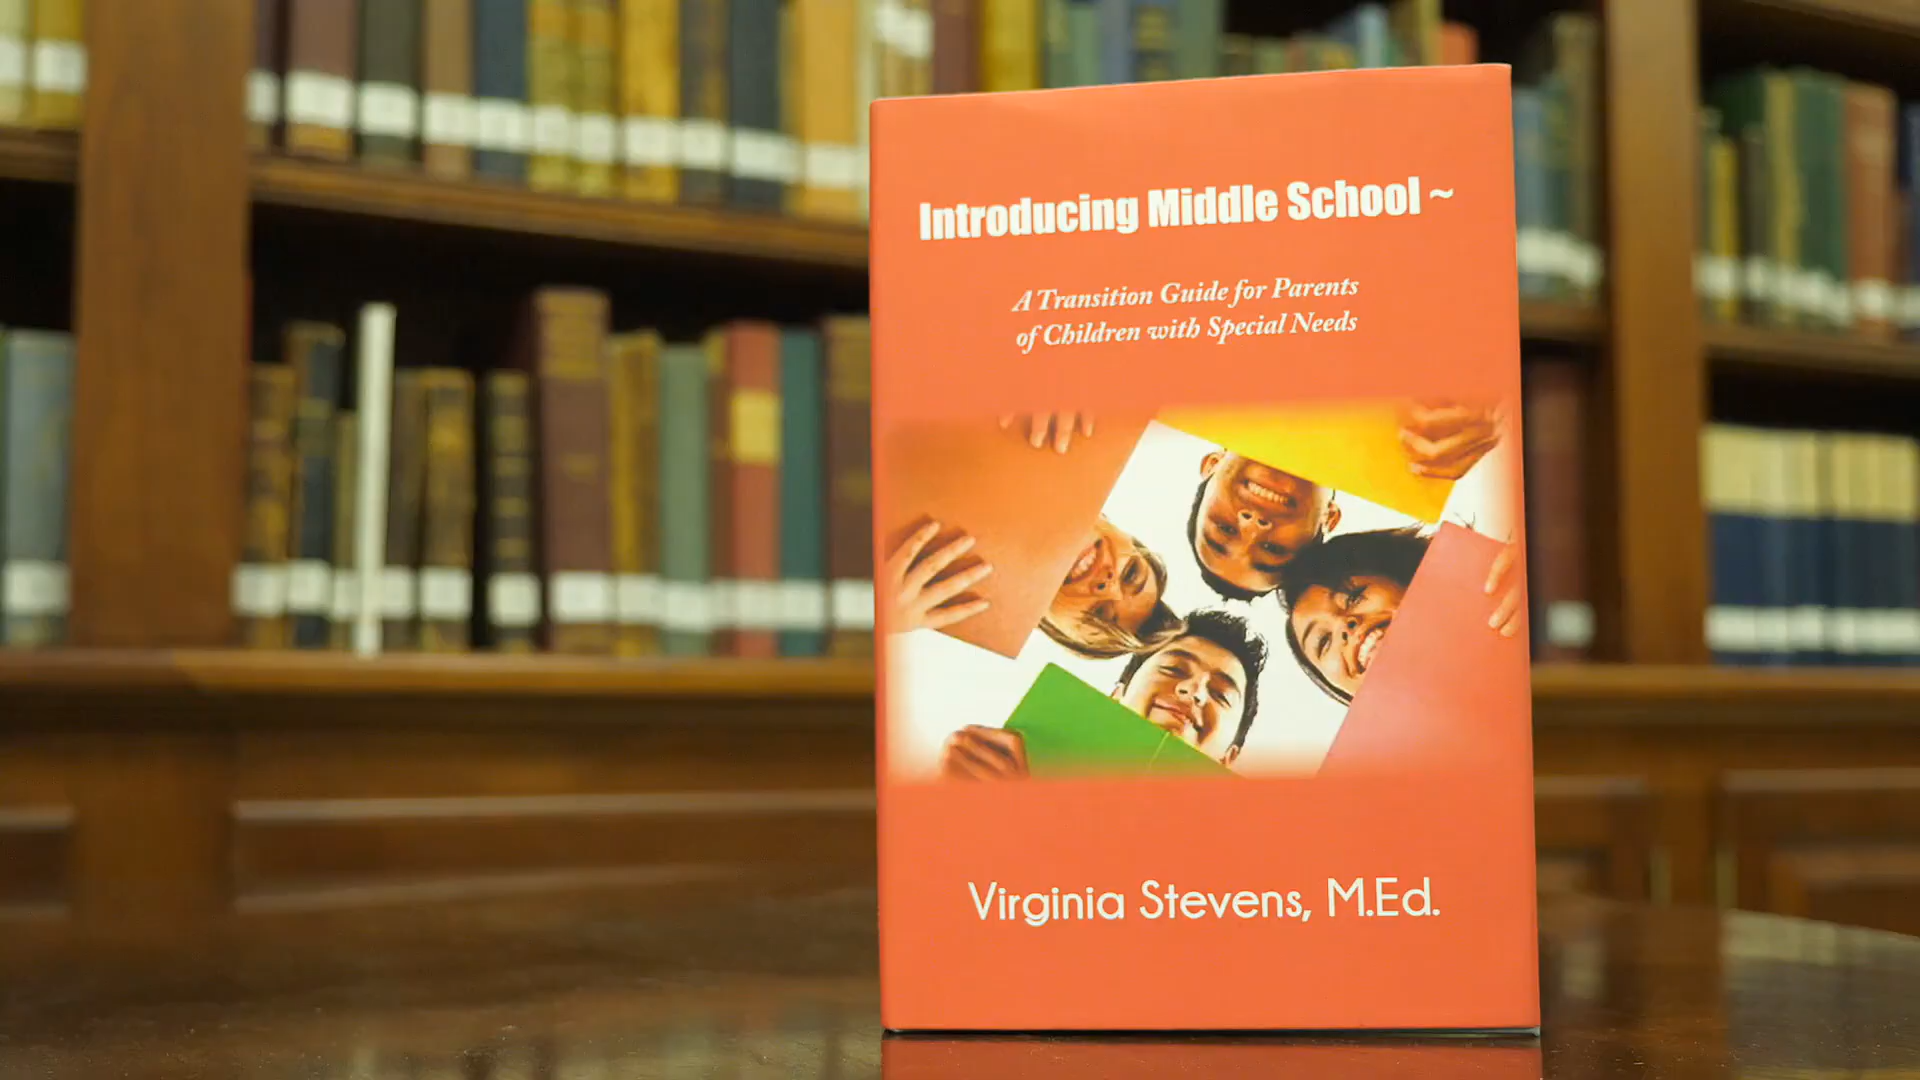 Introducing Middle School ~
A Transition Guide for Parents
of Children with Special Needs
Virginia Stevens, M.Ed.